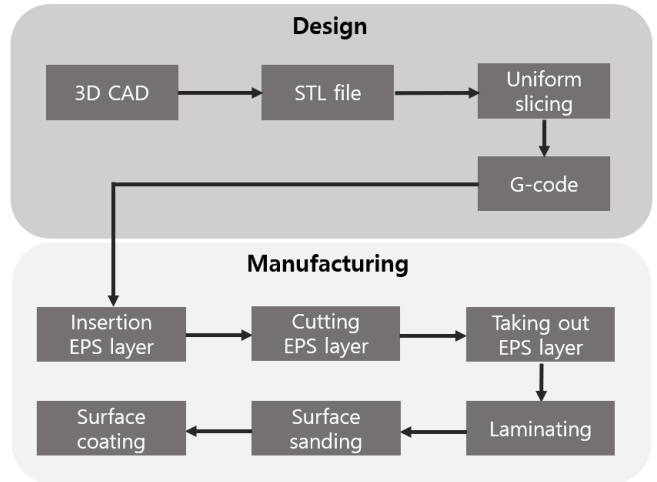 Design
3D CAD
STL file
Uniform
slicing
G-code
Manufacturing
Insertion
EPS layer
Cutting
EPS layer
Taking out
EPS layer
Surface
coating
Surface
sanding
Laminating